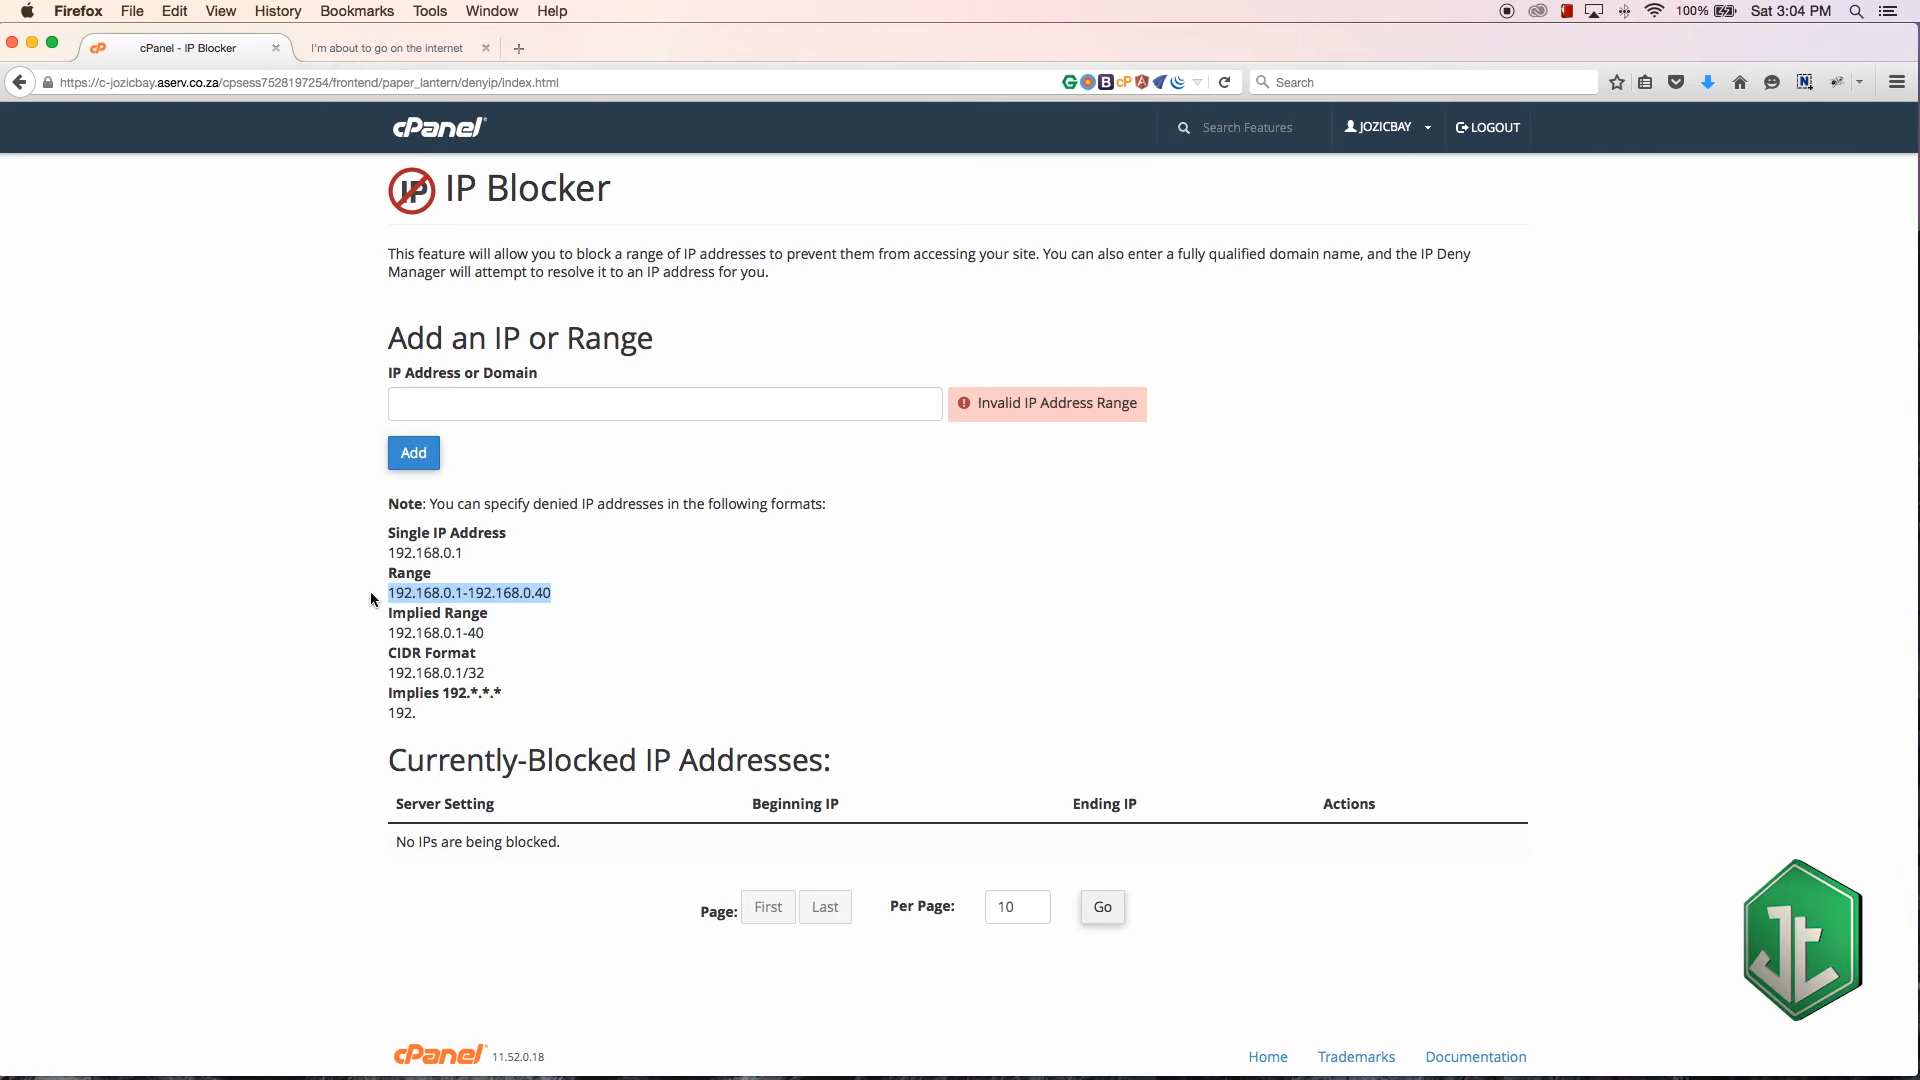 Firefox File Edit View History Bookmarks Tools Window Help 100% Sat 3:04 PM
cPanel - IP Blocker I'm about to go on the internet
https://c-jozicbay.aserv.co.za/cpsess7528197254/frontend/paper_lantern/denyip/index.html Search
cPanel Search Features JOZICBAY LOGOUT
IP IP Blocker
This feature will allow you to block a range of IP addresses to prevent them from accessing your site. You can also enter a fully qualified domain name, and the IP Deny
Manager will attempt to resolve it to an IP address for you.
Add an IP or Range
IP Address or Domain
Invalid IP Address Range
Add
Note: You can specify denied IP addresses in the following formats:
Single IP Address
192.168.0.1
Range
192.168.0.1-192.168.0.40
Implied Range
192.168.0.1-40
CIDR Format
192.168.0.1/32
Implies 192.*.*.*
192.
Currently-Blocked IP Addresses:
Server Setting Beginning IP Ending IP Actions
No IPs are being blocked.
Page: First Last Per Page: 10 Go
JT
cPanel 11.52.0.18 Home Trademarks Documentation